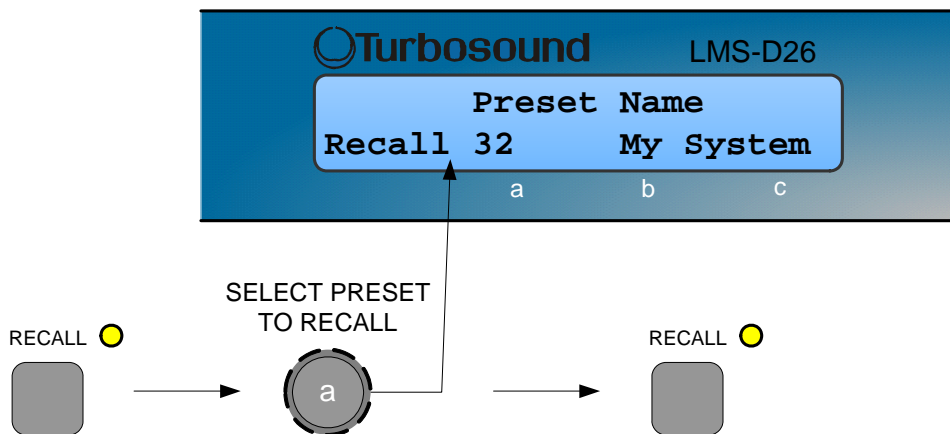 Turbosound LMS-D26
Preset Name
Recall 32 My System
a b c
SELECT PRESET
TO RECALL
RECALL
a
RECALL